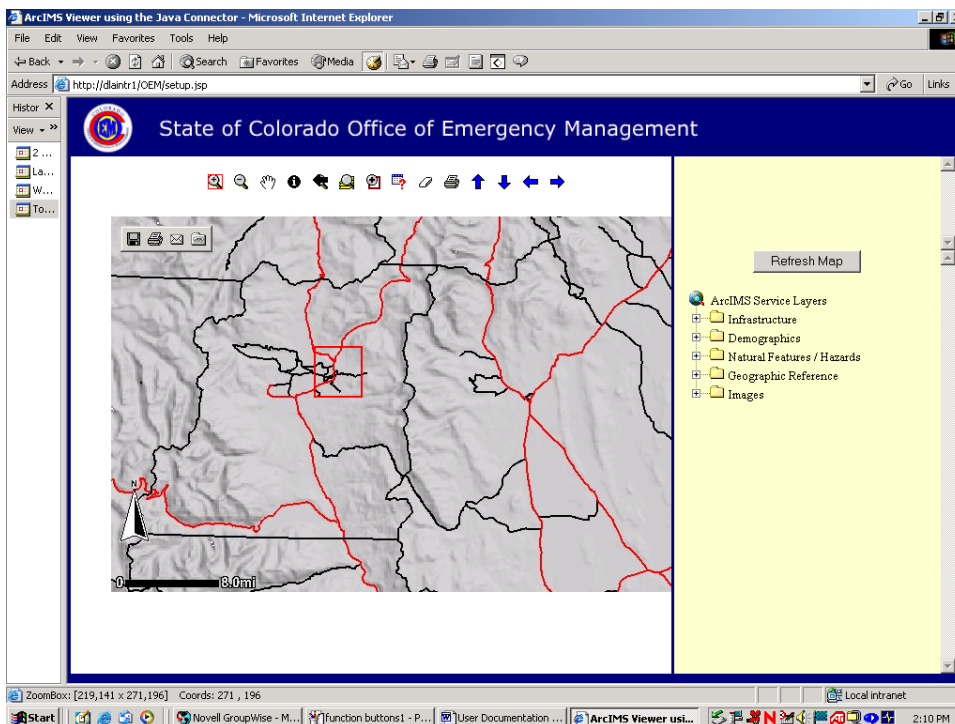 ArcIMS Viewer using the Java Connector - Microsoft Internet Explorer
File Edit View Favorites Tools Help
Back Search Favorites Media
Address http://dlaintr1/OEM/setup.jsp Go Links
Histor
View
2 ...
La...
W...
To...
State of Colorado Office of Emergency Management
Refresh Map
ArcIMS Service Layers
Infrastructure
Demographics
Natural Features / Hazards
Geographic Reference
Images
N
0 8.0mi
ZoomBox: [219,141 x 271,196] Coords: 271 , 196 Local intranet
Start Novell GroupWise - M... function buttons1 - P... User Documentation ... ArcIMS Viewer usi... 2:10 PM